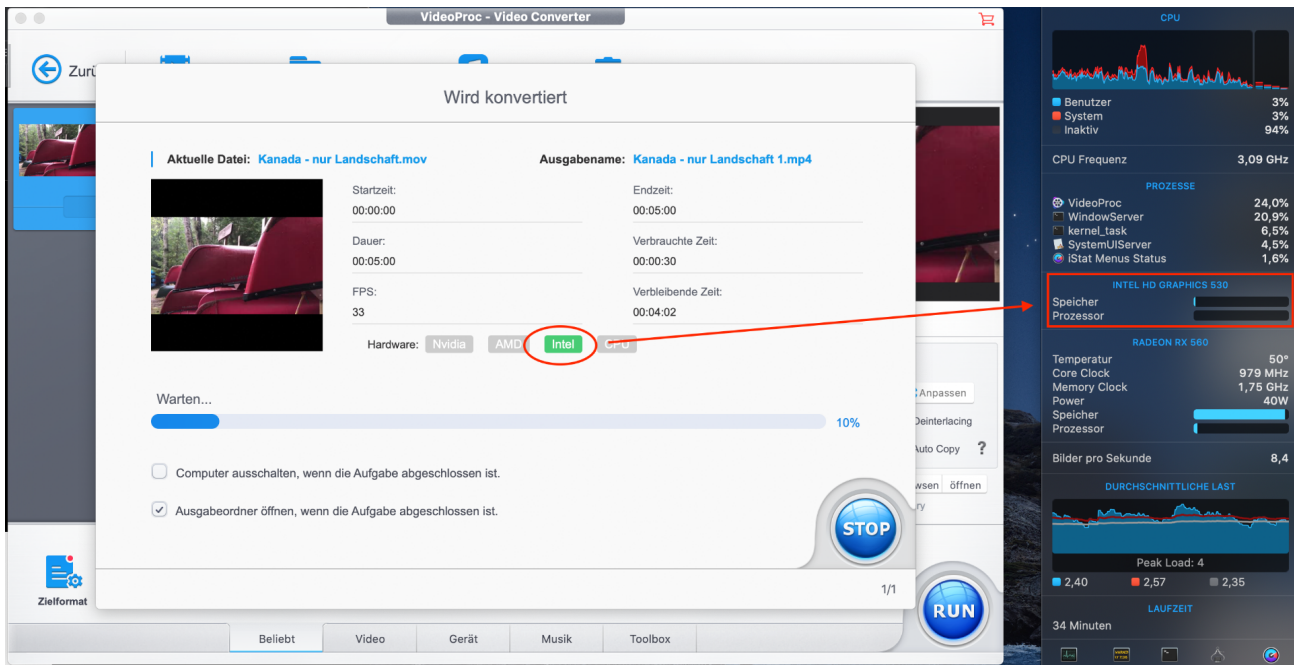 VideoProc - Video Converter
Zurü
Wird konvertiert
Aktuelle Datei: Kanada - nur Landschaft.mov
Ausgabename: Kanada - nur Landschaft 1.mp4
Startzeit:
00:00:00
Endzeit:
00:05:00
Dauer:
00:05:00
Verbrauchte Zeit:
00:00:30
FPS:
33
Verbleibende Zeit:
00:04:02
Hardware: Nvidia AMD Intel CPU
Warten...
10%
Computer ausschalten, wenn die Aufgabe abgeschlossen ist.
Ausgabeordner öffnen, wenn die Aufgabe abgeschlossen ist.
STOP
1/1
Anpassen
Deinterlacing
Auto Copy ?
wsen öffnen
ry
Zielformat
RUN
Beliebt Video Gerät Musik Toolbox
CPU
Benutzer 3%
System 3%
Inaktiv 94%
CPU Frequenz 3,09 GHz
PROZESSE
VideoProc 24,0%
WindowServer 20,9%
kernel_task 6,5%
SystemUIServer 4,5%
iStat Menus Status 1,6%
INTEL HD GRAPHICS 530
Speicher
Prozessor
RADEON RX 560
Temperatur 50°
Core Clock 979 MHz
Memory Clock 1,75 GHz
Power 40W
Speicher
Prozessor
Bilder pro Sekunde 8,4
DURCHSCHNITTLICHE LAST
Peak Load: 4
2,40 2,57 2,35
LAUFZEIT
34 Minuten